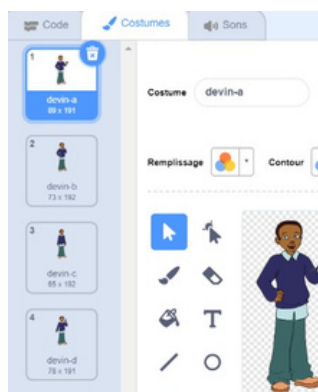 Code Costumes Sons
1
devin-a
89 x 191
2
devin-b
73 x 192
3
devin-c
65 x 192
4
devin-d
78 x 191
Costume devin-a
Remplissage Contour
T